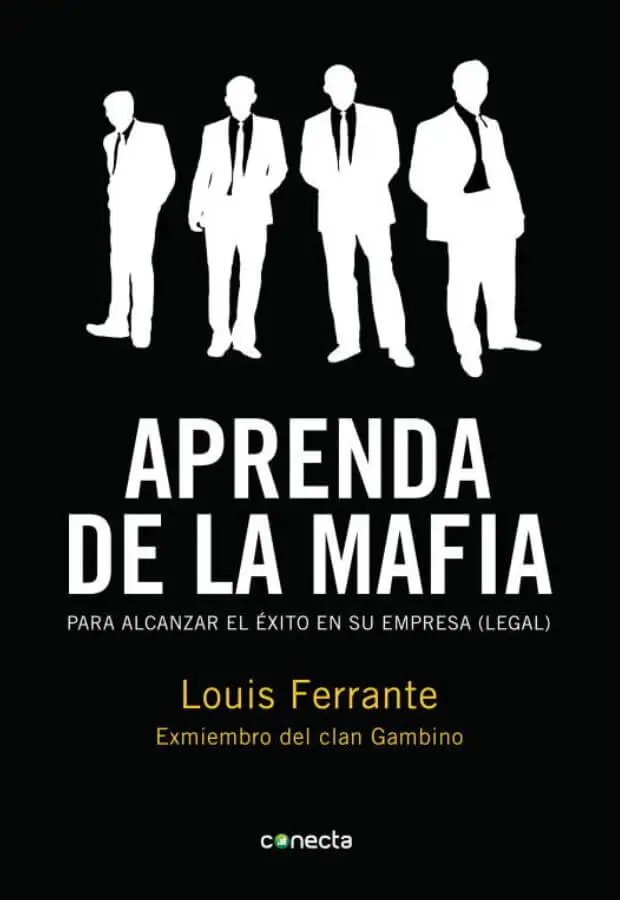 APRENDA
DE LA MAFIA
PARA ALCANZAR EL ÉXITO EN SU EMPRESA (LEGAL)
Louis Ferrante
Exmiembro del clan Gambino
conecta